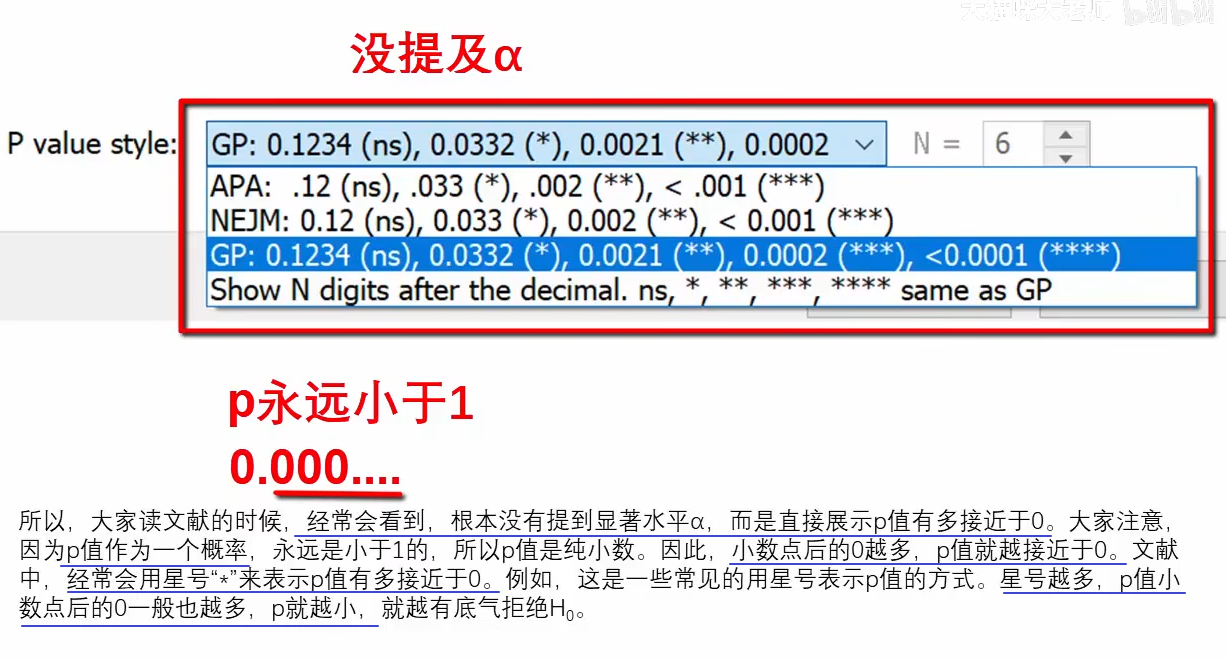 没提及α
P value style:
GP: 0.1234 (ns), 0.0332 (*), 0.0021 (**), 0.0002
N =
6
APA: .12 (ns), .033 (*), .002 (**), < .001 (***)
NEJM: 0.12 (ns), 0.033 (*), 0.002 (**), < 0.001 (***)
GP: 0.1234 (ns), 0.0332 (*), 0.0021 (**), 0.0002 (***), <0.0001 (****)
Show N digits after the decimal. ns, *, **, ***, **** same as GP
p永远小于1
0.000....
所以，大家读文献的时候，经常会看到，根本没有提到显著水平α，而是直接展示p值有多接近于0。大家注意，
因为p值作为一个概率，永远是小于1的，所以p值是纯小数。因此，小数点后的0越多，p值就越接近于0。文献
中，经常会用星号“*”来表示p值有多接近于0。例如，这是一些常见的用星号表示p值的方式。星号越多，p值小
数点后的0一般也越多，p就越小，就越有底气拒绝H₀。